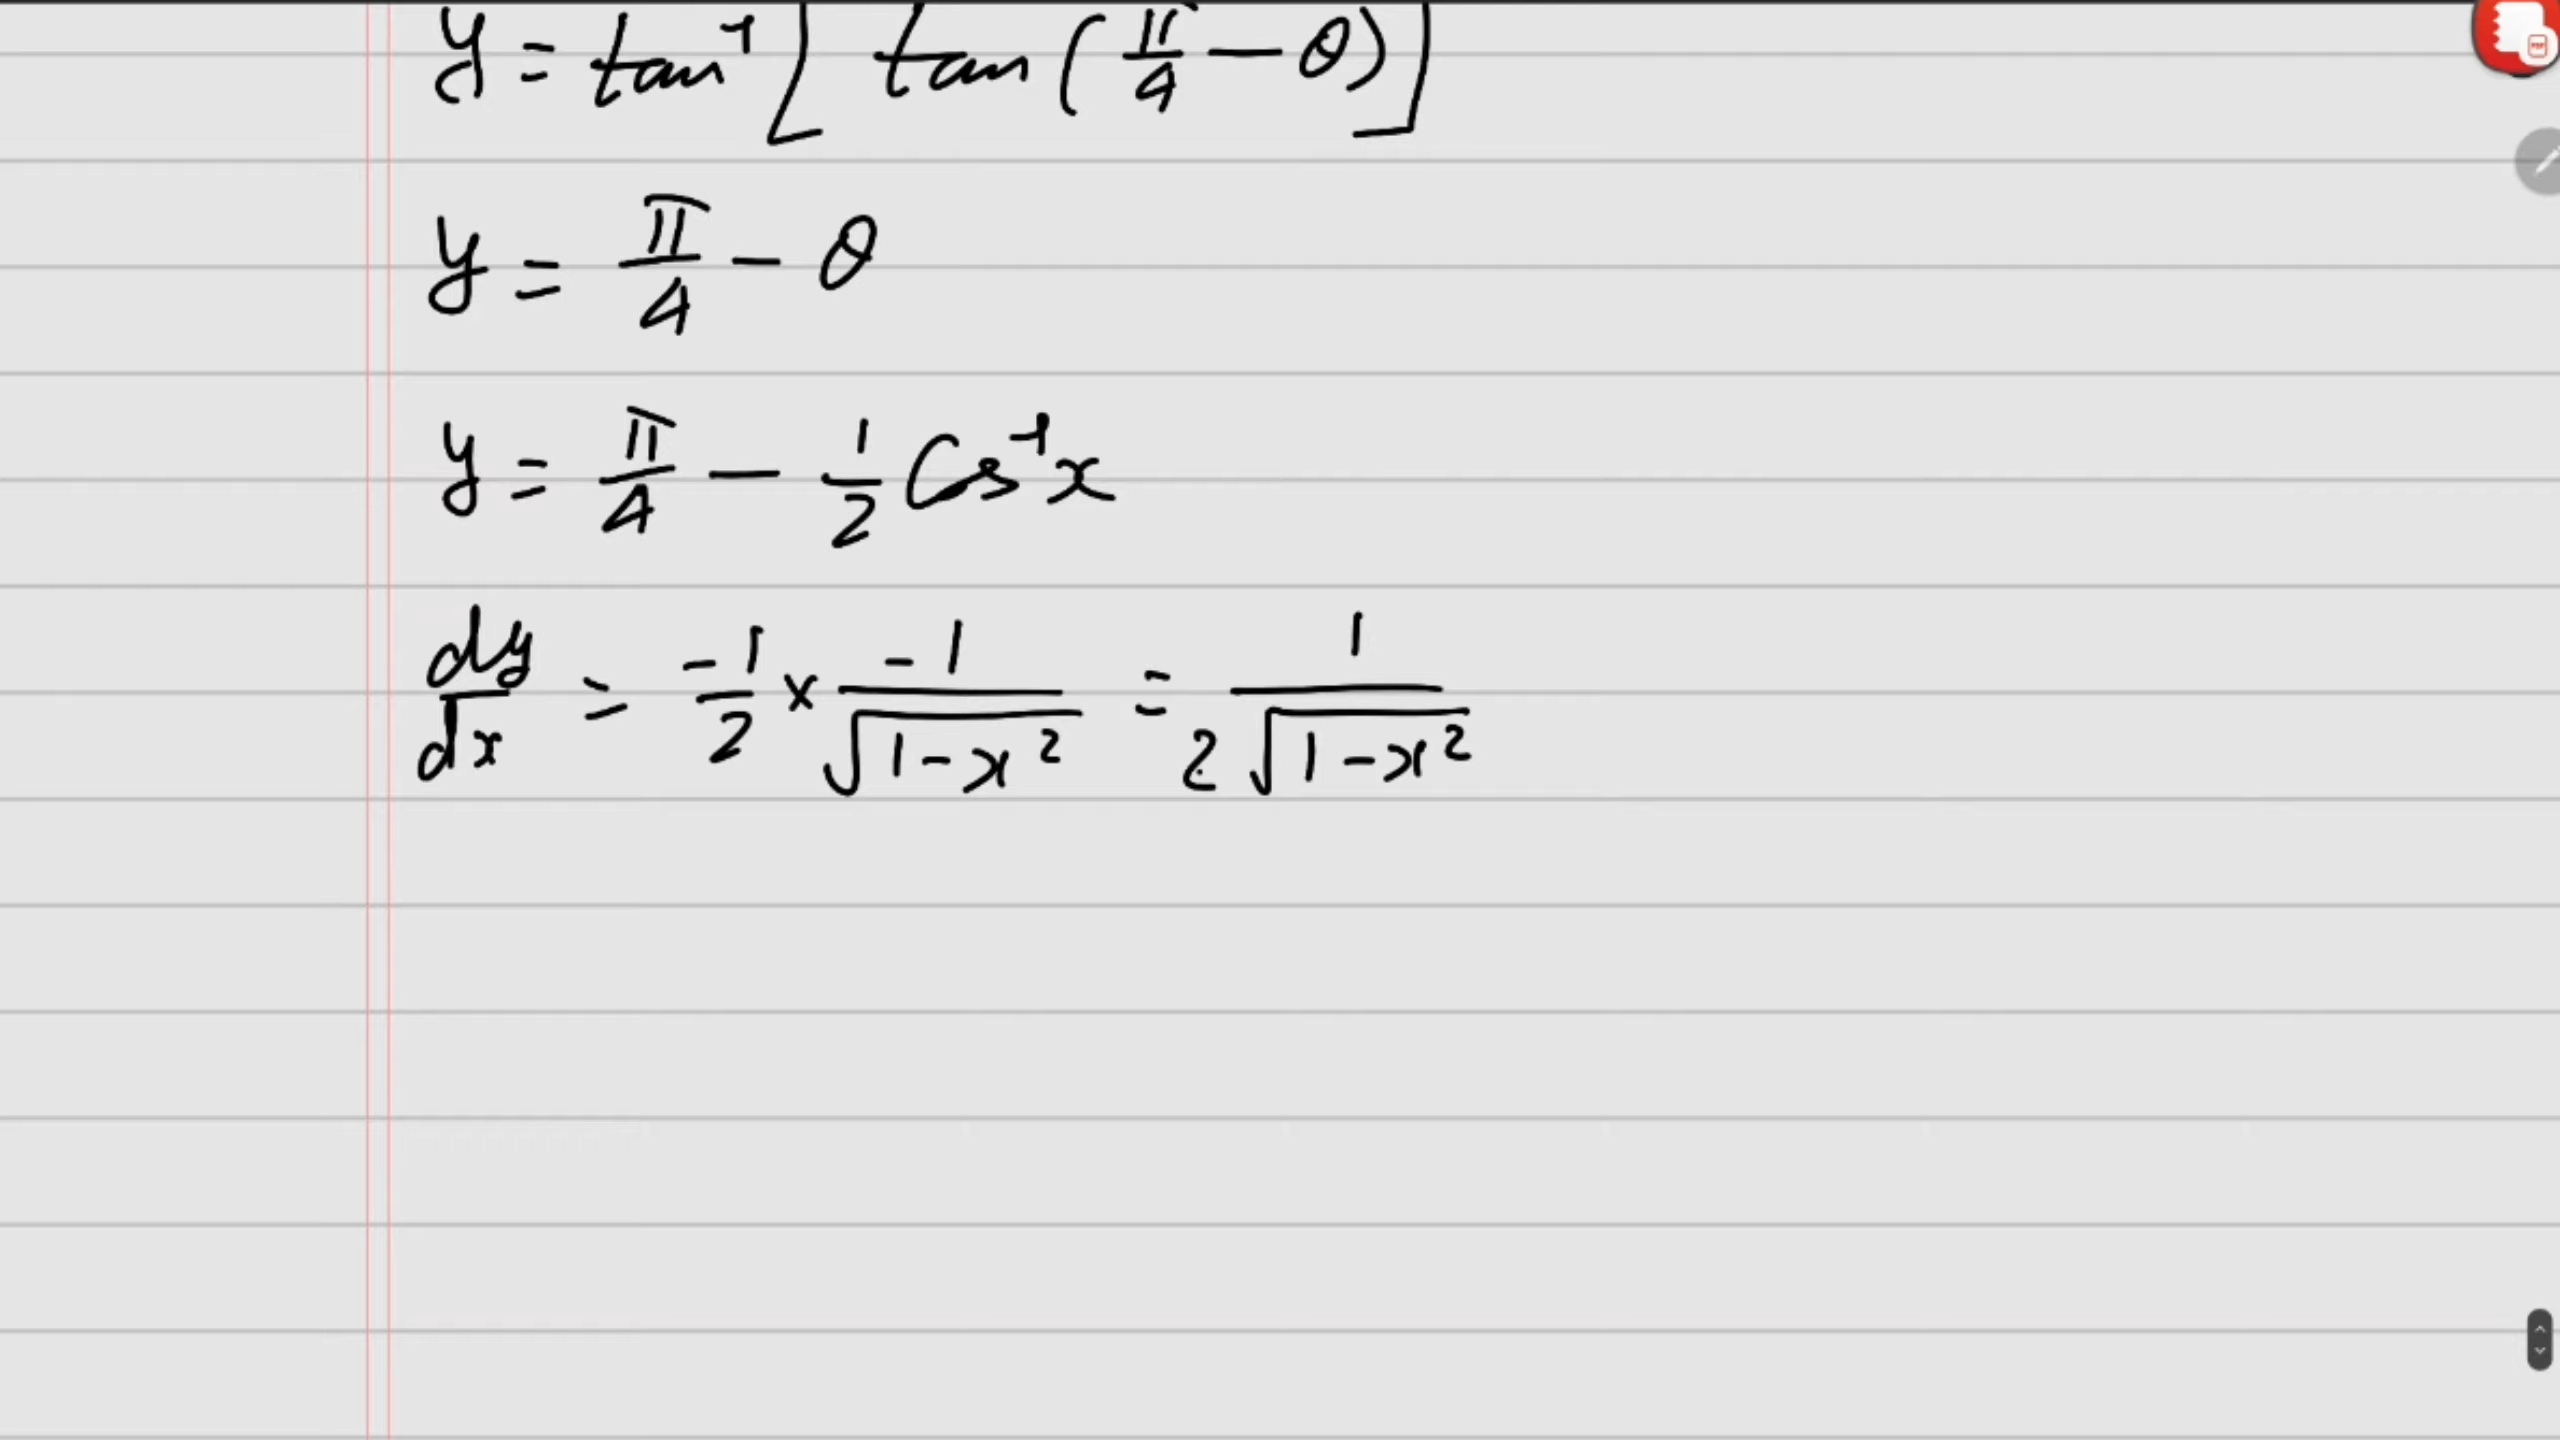 y = tan⁻¹[ tan(π/4 − θ)]
y = π/4 − θ
y = π/4 − 1/2 Cos⁻¹x
dy/dx = -1/2 × -1/√(1-x²) = 1/2√(1-x²)